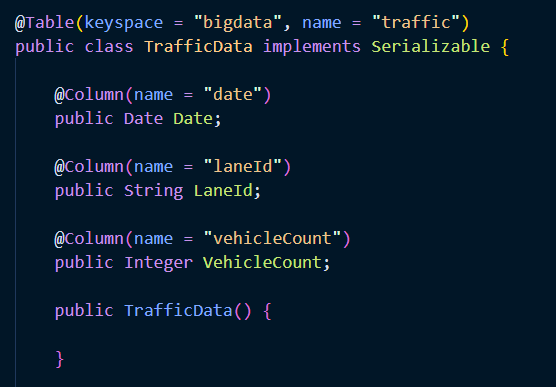 @Table(keyspace = "bigdata", name = "traffic")
public class TrafficData implements Serializable {
@Column(name = "date")
public Date Date;
@Column(name = "laneId")
public String LaneId;
@Column(name = "vehicleCount")
public Integer VehicleCount;
public TrafficData() {
}